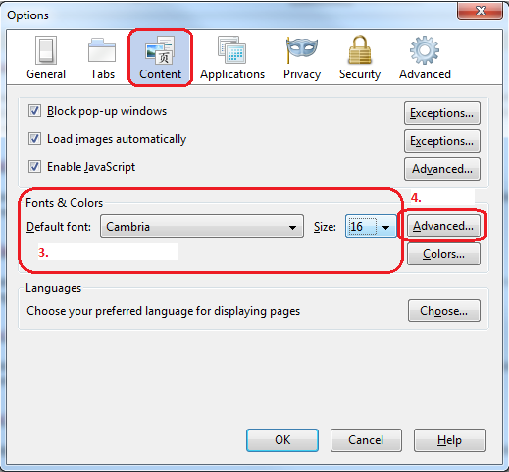 Options
General Tabs Content Applications Privacy Security Advanced
页
Block pop-up windows Exceptions...
Load images automatically Exceptions...
Enable JavaScript Advanced...
Fonts & Colors 4.
Default font: Cambria Size: 16 Advanced...
3. Colors...
Languages
Choose your preferred language for displaying pages Choose...
OK Cancel Help